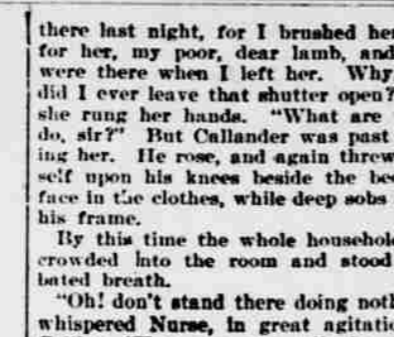 there last night, for I brushed her
for her, my poor, dear lamb, and
were there when I left her. Why
did I ever leave that shutter open?
she rung her hands. "What are
do, sir?" But Callander was past
ing her. He rose, and again threw
self upon his knees beside the bed
face in the clothes, while deep sobs
his frame.
By this time the whole household
crowded into the room and stood
bated breath.
"Oh! don't stand there doing noth
whispered Nurse, in great agitatio